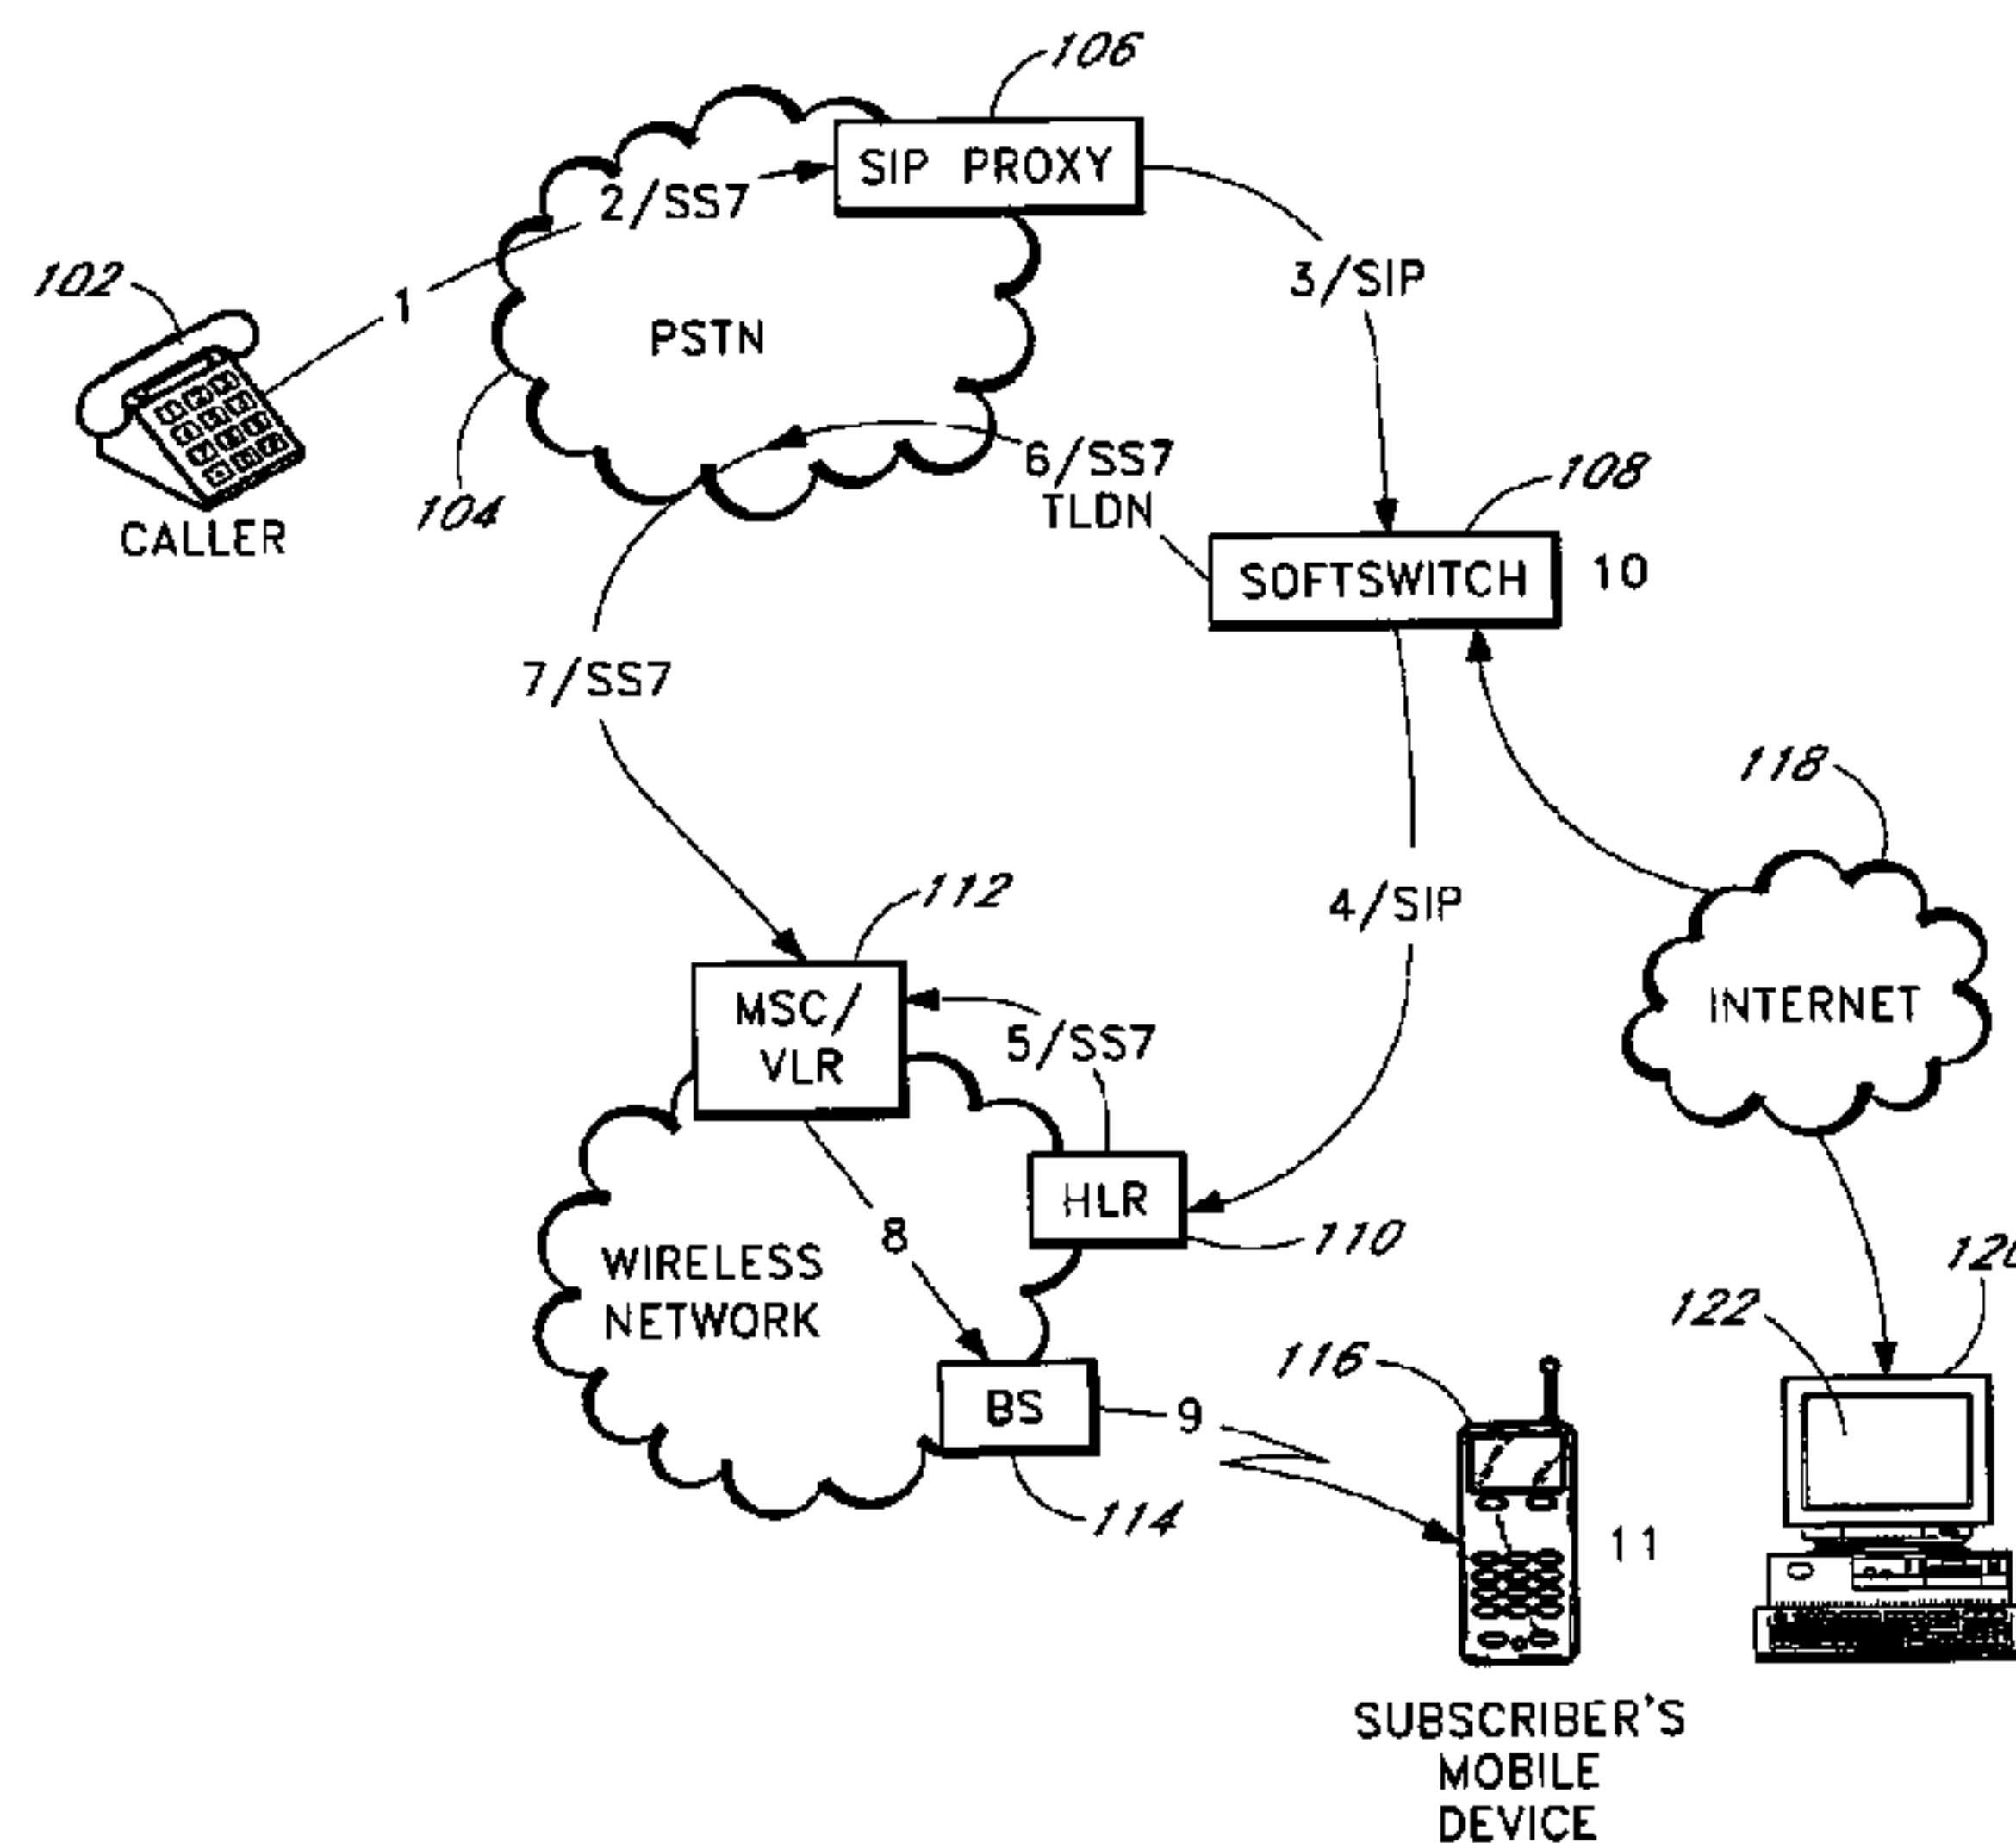 106
SIP PROXY
2/SS7
102
1
3/SIP
PSTN
6/SS7
TLDN
104
CALLER
108
SOFTSWITCH
10
7/SS7
118
112
4/SIP
MSC/
VLR
5/SS7
INTERNET
HLR
110
8
WIRELESS
NETWORK
120
122
116
BS
9
114
11
SUBSCRIBER'S
MOBILE
DEVICE